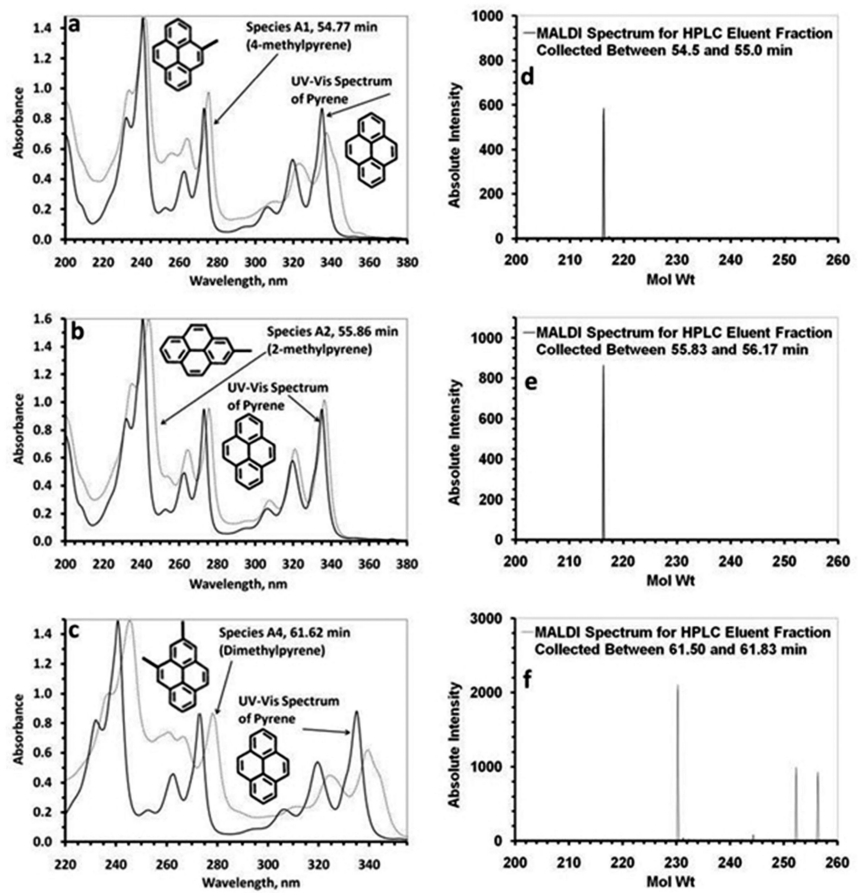 a
Species A1, 54.77 min
(4-methylpyrene)
UV-Vis Spectrum
of Pyrene
Absorbance
1.4
1.2
1.0
0.8
0.6
0.4
0.2
0.0
200 220 240 260 280 300 320 340 360 380
Wavelength, nm
d
MALDI Spectrum for HPLC Eluent Fraction
Collected Between 54.5 and 55.0 min
Absolute Intensity
1000
800
600
400
200
0
200 210 220 230 240 250 260
Mol Wt
b
Species A2, 55.86 min
(2-methylpyrene)
UV-Vis Spectrum
of Pyrene
Absorbance
1.6
1.4
1.2
1.0
0.8
0.6
0.4
0.2
0.0
200 220 240 260 280 300 320 340 360 380
Wavelength, nm
e
MALDI Spectrum for HPLC Eluent Fraction
Collected Between 55.83 and 56.17 min
Absolute Intensity
1000
800
600
400
200
0
200 210 220 230 240 250 260
Mol Wt
c
Species A4, 61.62 min
(Dimethylpyrene)
UV-Vis Spectrum
of Pyrene
Absorbance
1.4
1.2
1.0
0.8
0.6
0.4
0.2
0.0
220 240 260 280 300 320 340
Wavelength, nm
f
MALDI Spectrum for HPLC Eluent Fraction
Collected Between 61.50 and 61.83 min
Absolute Intensity
3000
2000
1000
0
200 210 220 230 240 250 260
Mol Wt